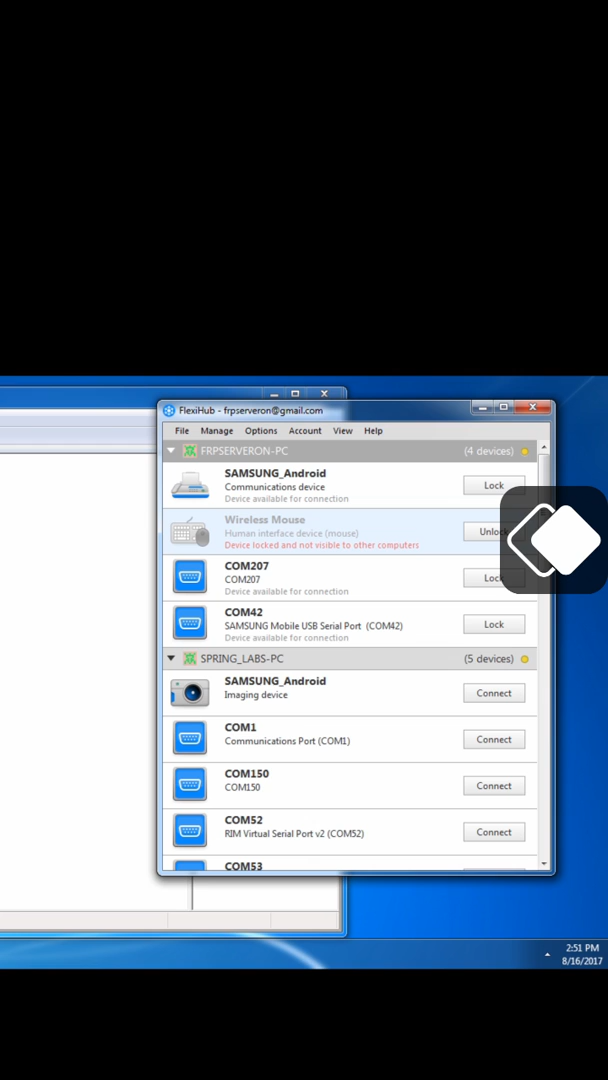 FlexiHub - frpserveron@gmail.com
File Manage Options Account View Help
FRPSERVERON-PC (4 devices)
SAMSUNG_Android
Communications device
Device available for connection
Lock
Wireless Mouse
Human interface device (mouse)
Device locked and not visible to other computers
Unlock
COM207
COM207
Device available for connection
Lock
COM42
SAMSUNG Mobile USB Serial Port (COM42)
Device available for connection
Lock
SPRING_LABS-PC (5 devices)
SAMSUNG_Android
Imaging device
Connect
COM1
Communications Port (COM1)
Connect
COM150
COM150
Connect
COM52
RIM Virtual Serial Port v2 (COM52)
Connect
COM53
2:51 PM
8/16/2017